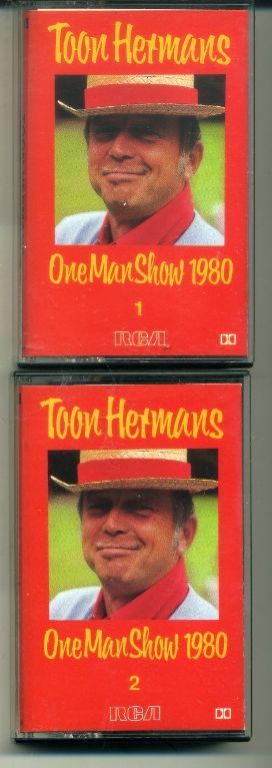 Toon Hermans
One Man Show 1980
1
RCA
Toon Hermans
One Man Show 1980
2
RCA